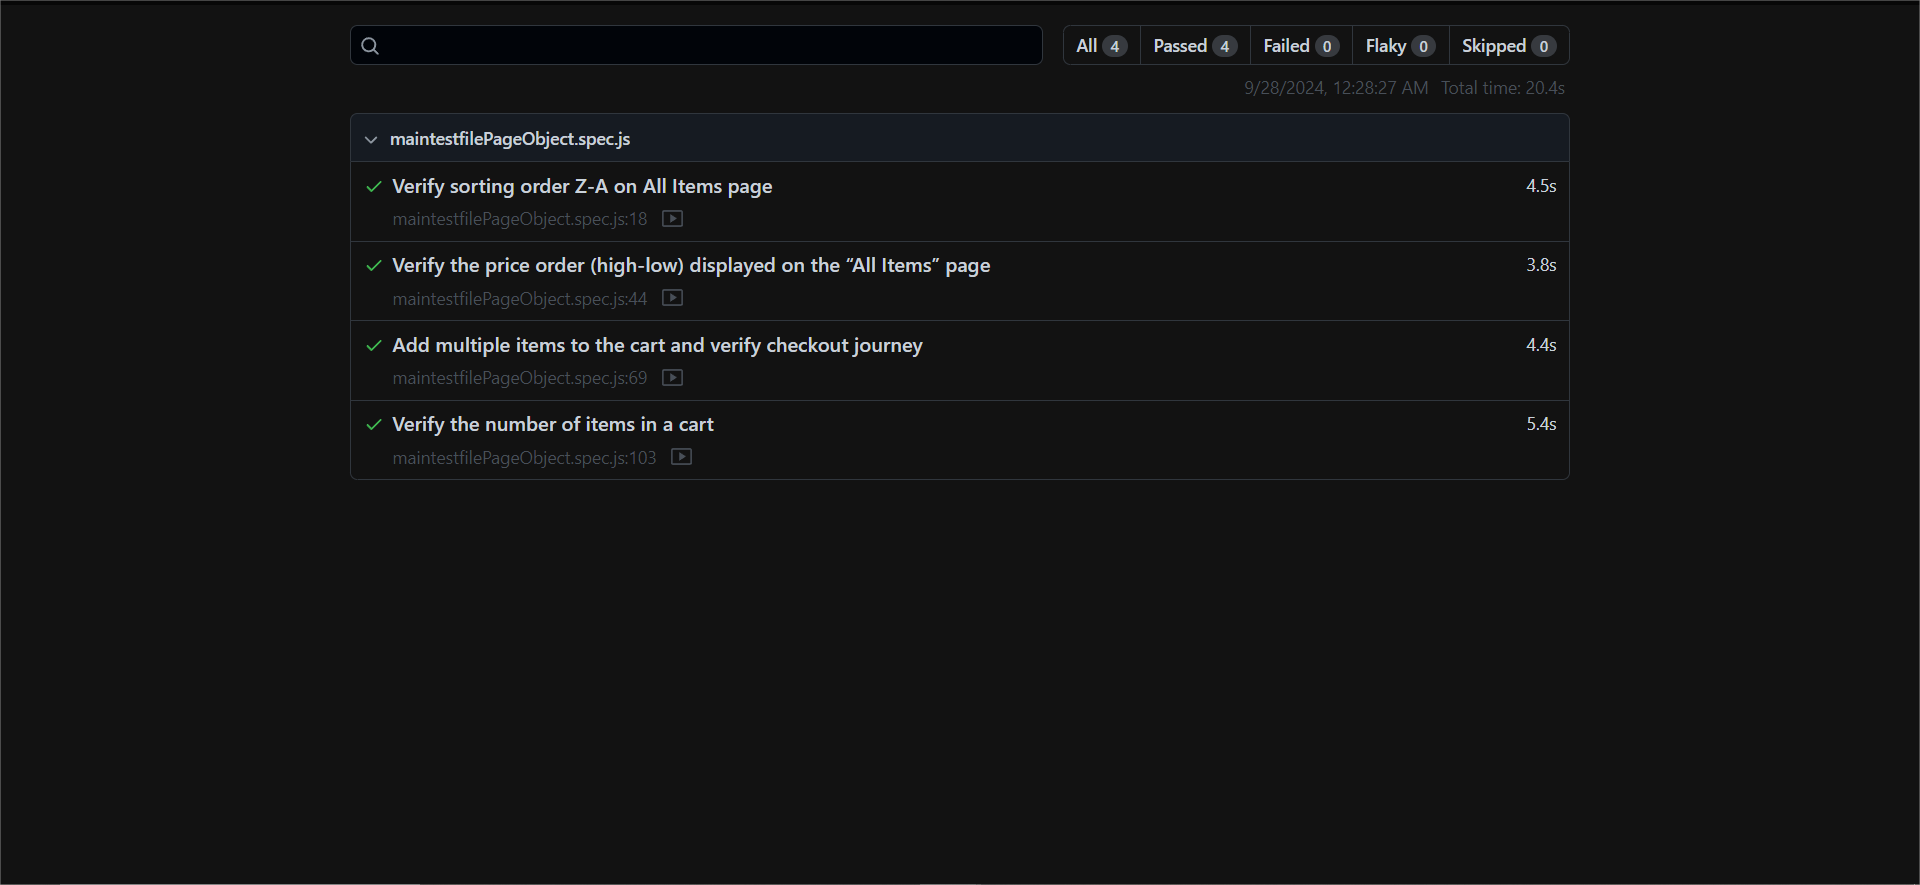 All 4 Passed 4 Failed 0 Flaky 0 Skipped 0
9/28/2024, 12:28:27 AM Total time: 20.4s
maintestfilePageObject.spec.js
Verify sorting order Z-A on All Items page 4.5s
maintestfilePageObject.spec.js:18
Verify the price order (high-low) displayed on the “All Items” page 3.8s
maintestfilePageObject.spec.js:44
Add multiple items to the cart and verify checkout journey 4.4s
maintestfilePageObject.spec.js:69
Verify the number of items in a cart 5.4s
maintestfilePageObject.spec.js:103